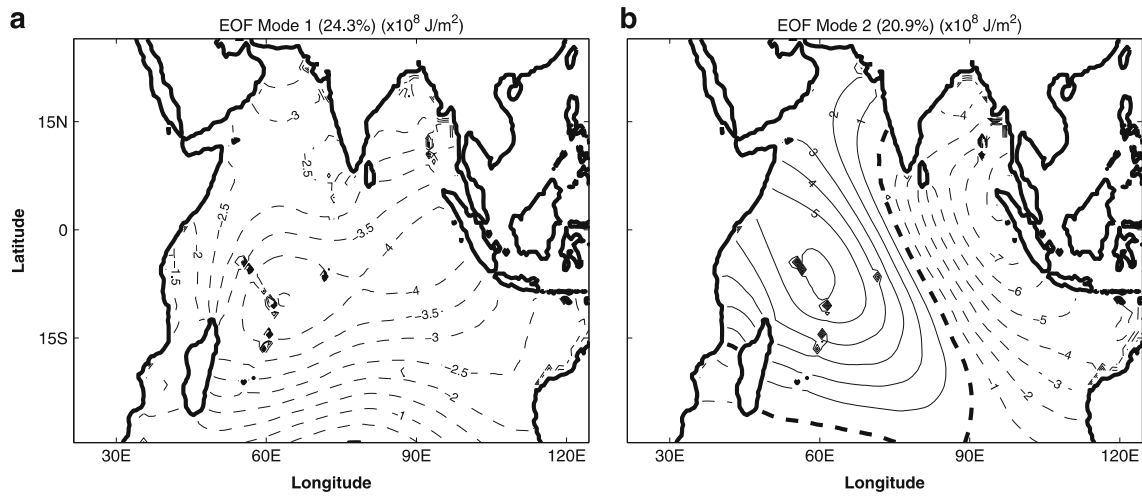 a
EOF Mode 1 (24.3%) (x10⁸ J/m²)
15N
0
15S
30E
60E
90E
120E
Latitude
Longitude
−3
−2.5
−2.5
−2
−1.5
−3.5
−4
−4
−3.5
−3
−2.5
−2
−1
b
EOF Mode 2 (20.9%) (x10⁸ J/m²)
30E
60E
90E
120E
Longitude
2
1
3
4
5
−4
−6
−5
−4
−3
−2